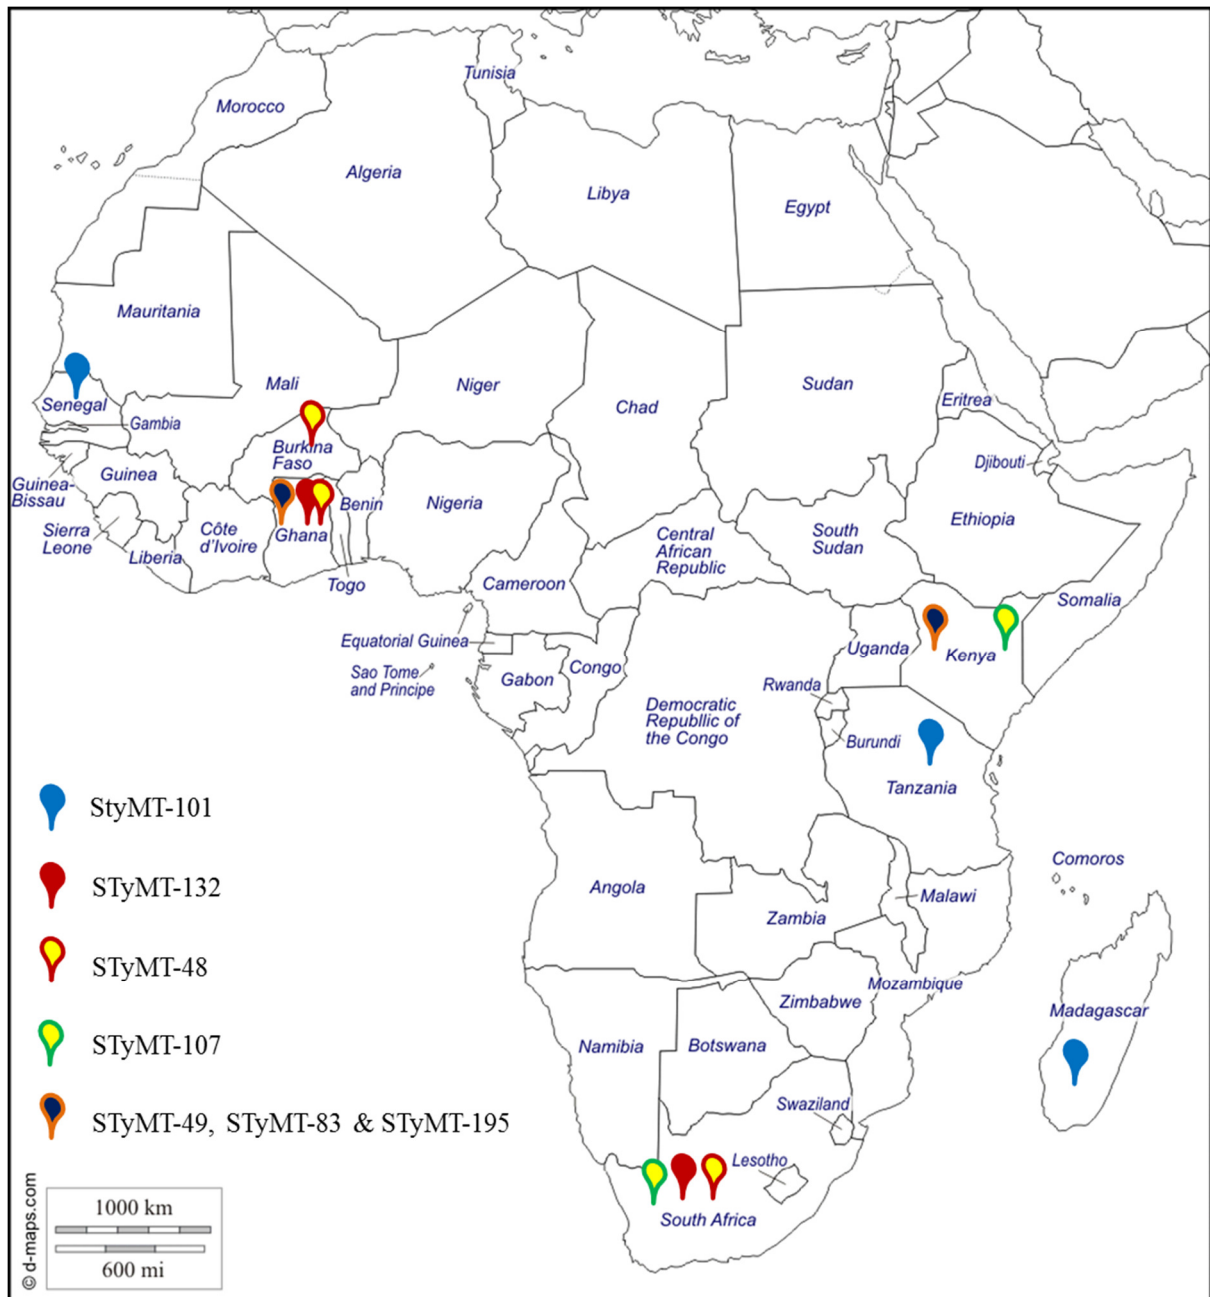 Tunisia
Morocco
Algeria
Libya
Egypt
Mauritania
Mali
Niger
Chad
Sudan
Eritrea
Senegal
Gambia
Burkina
Faso
Djibouti
Guinea-
Bissau
Guinea
Sierra
Leone
Liberia
Côte
d'Ivoire
Ghana
Togo
Benin
Nigeria
Cameroon
Central
African
Republic
South
Sudan
Ethiopia
Somalia
Equatorial Guinea
Sao Tome
and Principe
Gabon
Congo
Democratic
Republlic of
the Congo
Uganda
Kenya
Rwanda
Burundi
Tanzania
Comoros
Angola
Zambia
Malawi
Mozambique
Zimbabwe
Madagascar
Namibia
Botswana
Swaziland
Lesotho
South Africa
StyMT-101
STyMT-132
STyMT-48
STyMT-107
STyMT-49, STyMT-83 & STyMT-195
1000 km
600 mi
© d-maps.com